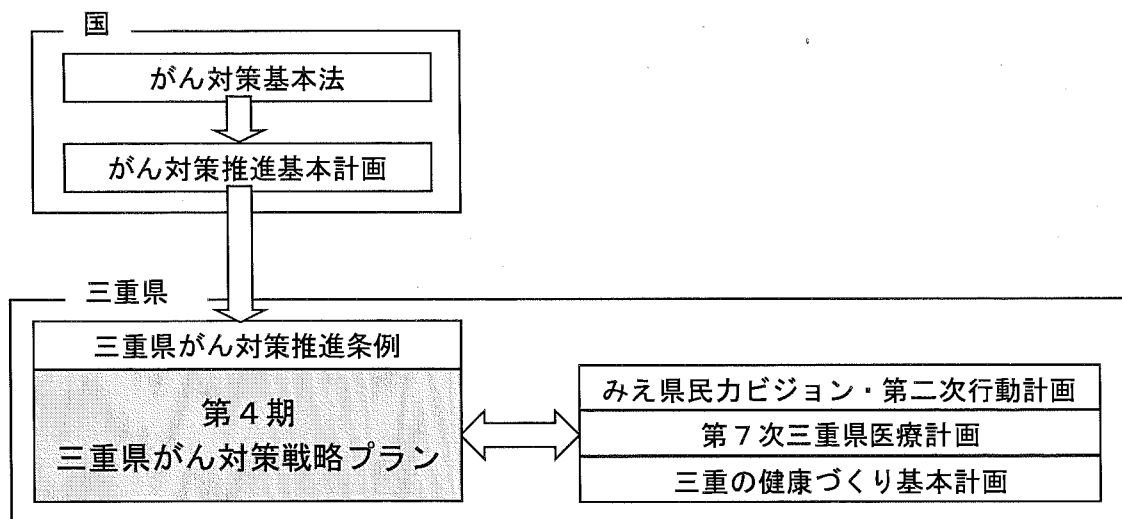 国
がん対策基本法
がん対策推進基本計画
三重県
三重県がん対策推進条例
第４期
三重県がん対策戦略プラン
みえ県民力ビジョン・第二次行動計画
第７次三重県医療計画
三重の健康づくり基本計画